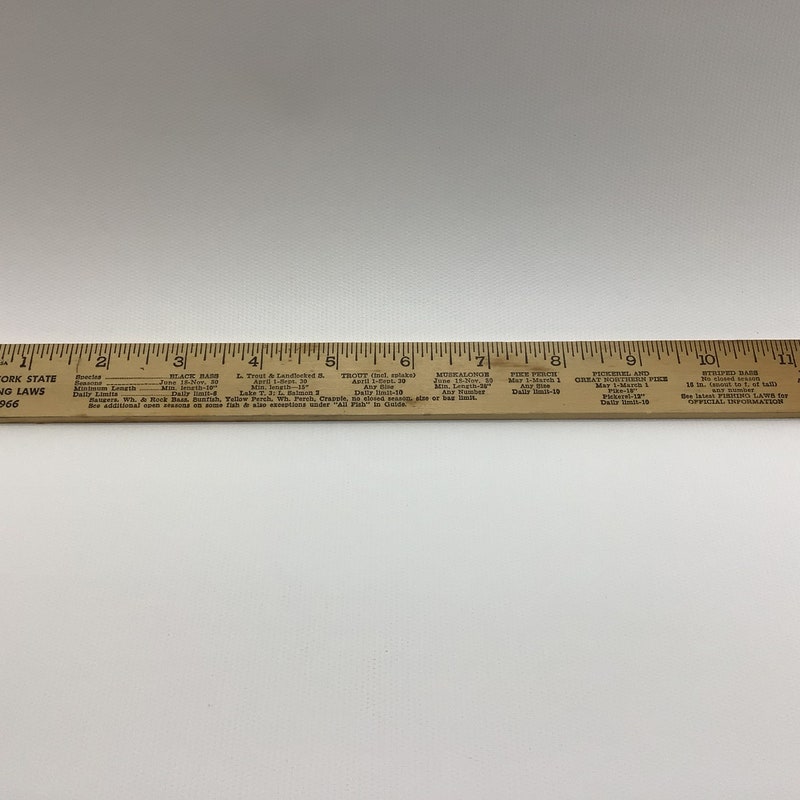 1 2 3 4 5 6 7 8 9 10 11
ORK STATE
NG LAWS
966
Species BLACK BASS
Seasons June 18-Nov. 30
Minimum Length Min. length-10"
Daily Limits Daily limit-6
L. Trout & Landlocked S.
April 1-Sept. 30
Min. length-15"
Lake T. 3; L. Salmon 2
TROUT (incl. splake)
April 1-Sept. 30
Any Size
Daily limit-10
MUSKALONGE
June 18-Nov. 30
Min. Length-28"
Any Number
PIKE PERCH
May 1-March 1
Any Size
Daily limit-10
PICKEREL AND
GREAT NORTHERN PIKE
May 1-March 1
Pike-18"
Pickerel-12"
Daily limit-10
STRIPED BASS
No closed season
16 in. (snout to f. of tail)
any number
See latest FISHING LAWS for
OFFICIAL INFORMATION
Saugers, Wh. & Rock Bass, Sunfish, Yellow Perch, Wh. Perch, Crappie, no closed season, size or bag limit.
See additional open seasons on some fish & also exceptions under "All Fish" in Guide.